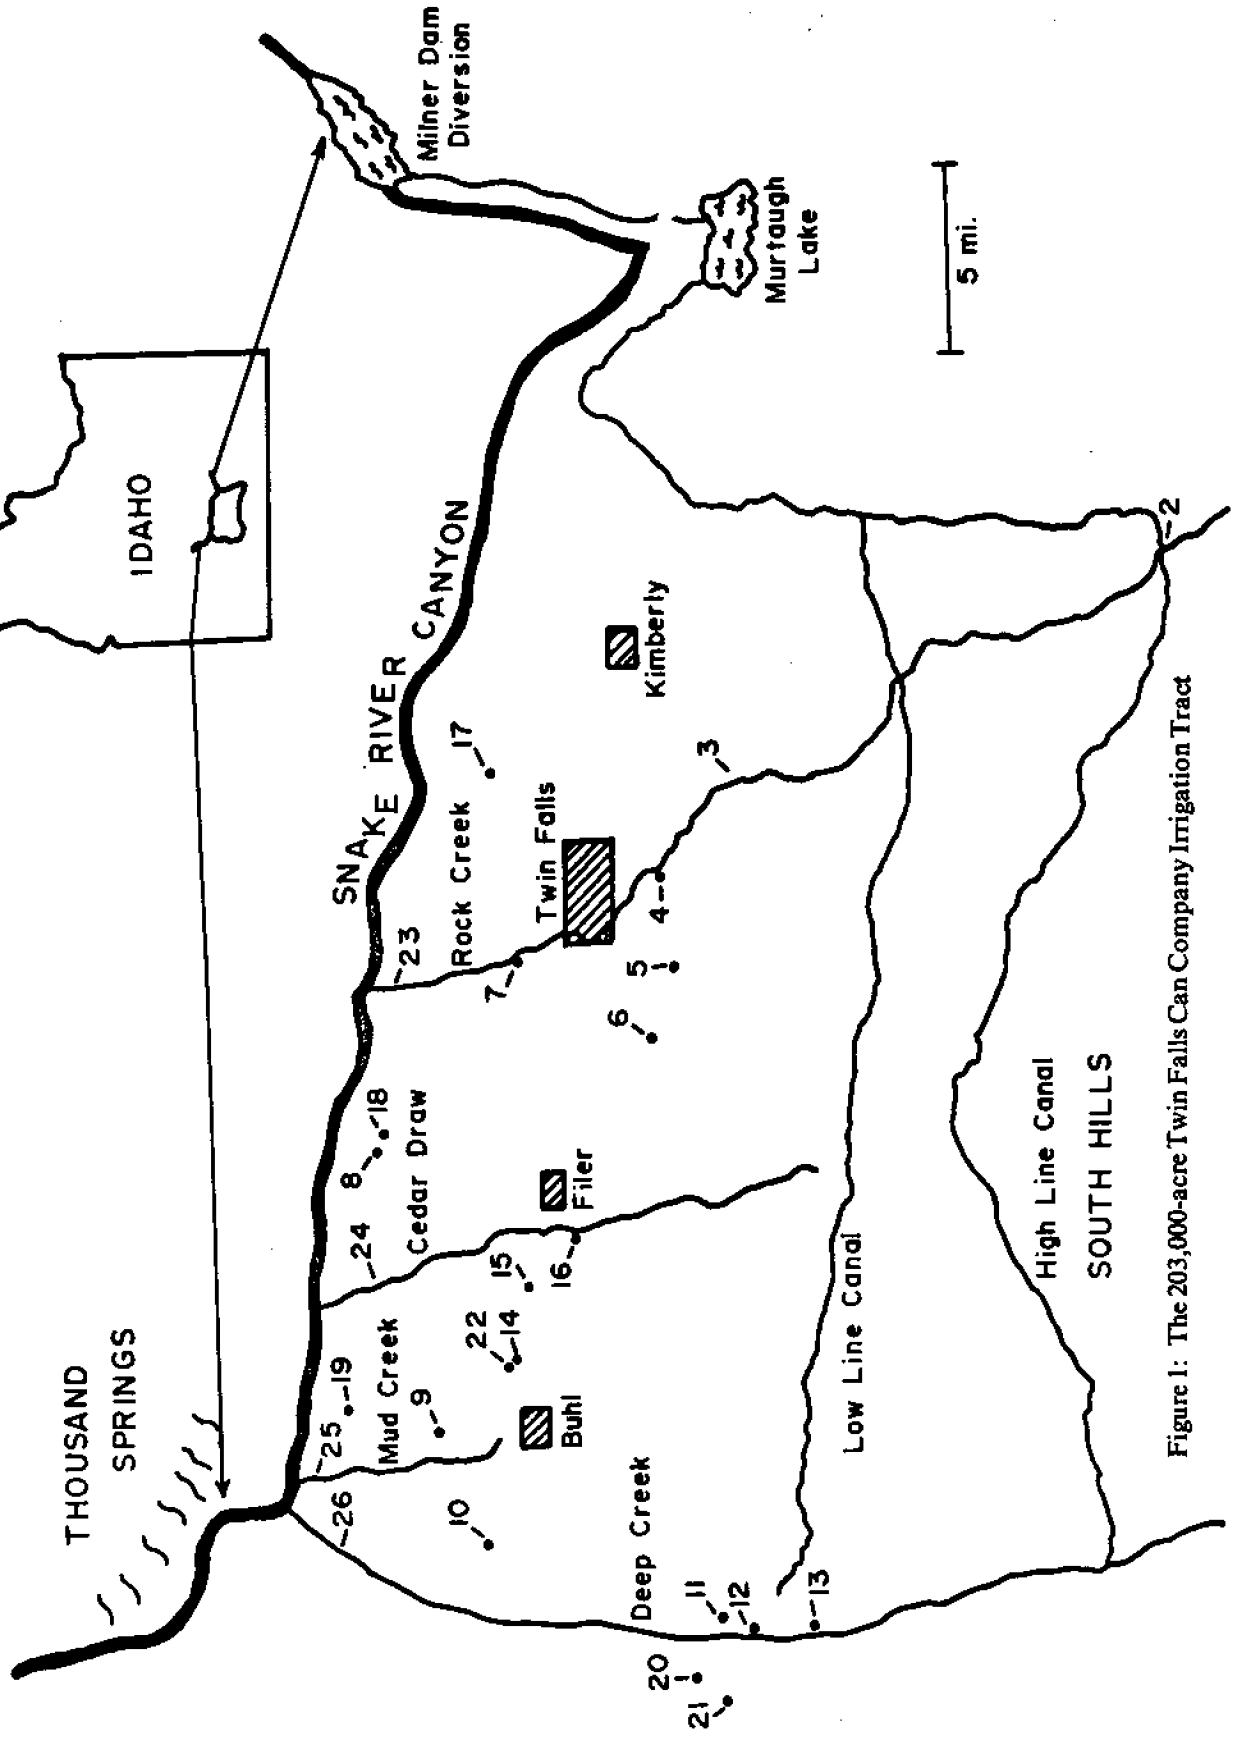 THOUSAND
SPRINGS
IDAHO
SNAKE RIVER CANYON
Milner Dam
Diversion
Murtaugh
Lake
5 mi.
26
25
19
Mud Creek
9
10
24
8
18
Cedar Draw
23
Rock Creek
17
7
22
14
15
16
Buhl
Filer
Twin Falls
Kimberly
Deep Creek
20
21
11
12
13
6
5
4
3
2
Low Line Canal
High Line Canal
SOUTH HILLS
Figure 1: The 203,000-acre Twin Falls Can Company Irrigation Tract